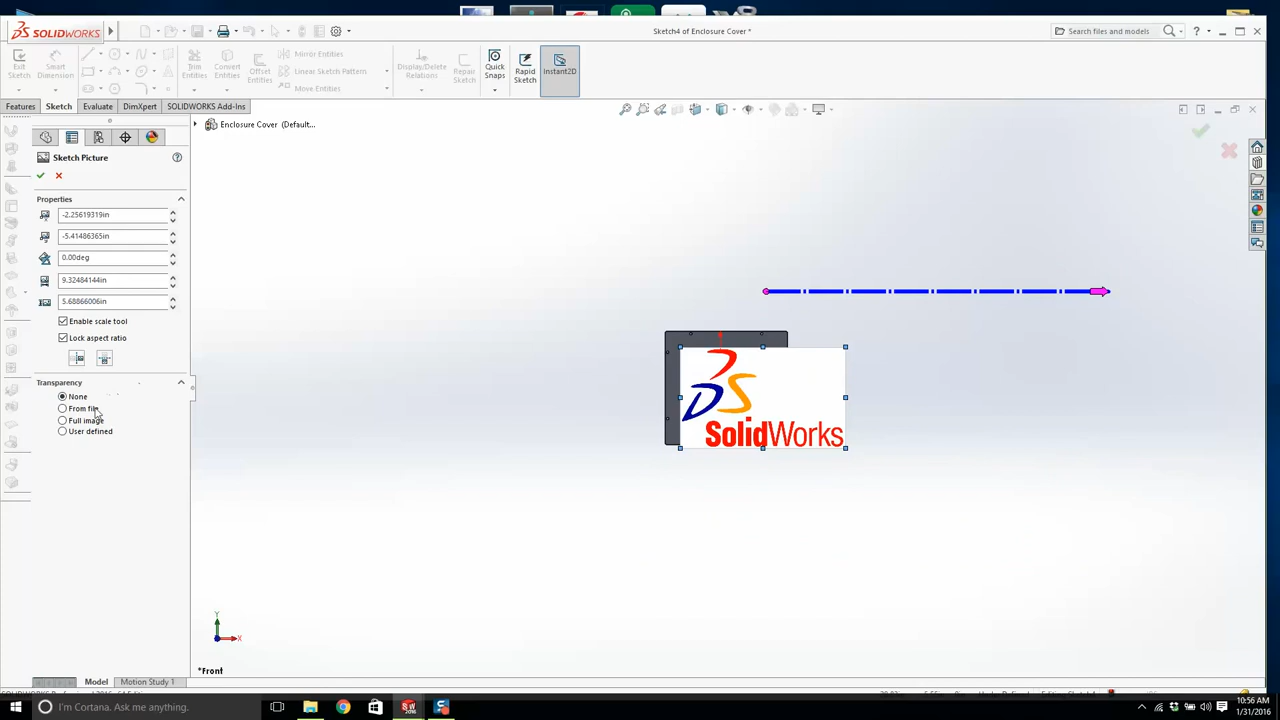 SOLIDWORKS
Sketch4 of Enclosure Cover *
Search files and models
Exit Sketch
Smart Dimension
Trim Entities
Convert Entities
Offset Entities
Mirror Entities
Linear Sketch Pattern
Move Entities
Display/Delete Relations
Repair Sketch
Quick Snaps
Rapid Sketch
Instant2D
Features
Sketch
Evaluate
DimXpert
SOLIDWORKS Add-Ins
Enclosure Cover (Default...
Sketch Picture
Properties
-2.25619319in
-5.41486365in
0.00deg
9.32484144in
5.68866006in
Enable scale tool
Lock aspect ratio
Transparency
None
From file
Full image
User defined
SolidWorks
Y
X
*Front
Model
Motion Study 1
I'm Cortana. Ask me anything.
10:56 AM
1/31/2016